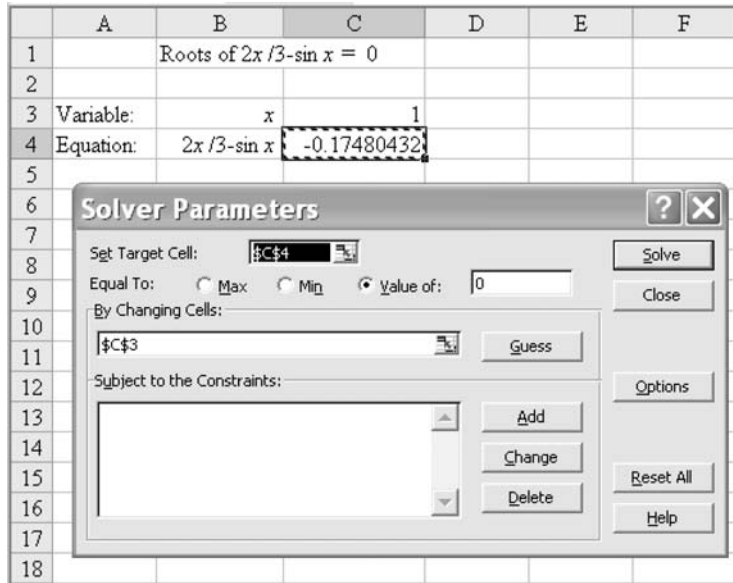 A B C D E F
1 Roots of 2x /3-sin x = 0
2
3 Variable: x 1
4 Equation: 2x /3-sin x -0.17480432
5
6
7
8
9
10
11
12
13
14
15
16
17
18
Solver Parameters
Set Target Cell: $C$4 Solve
Equal To: Max Min Value of: 0 Close
By Changing Cells:
$C$3 Guess
Subject to the Constraints: Options
Add
Change
Delete Reset All
Help